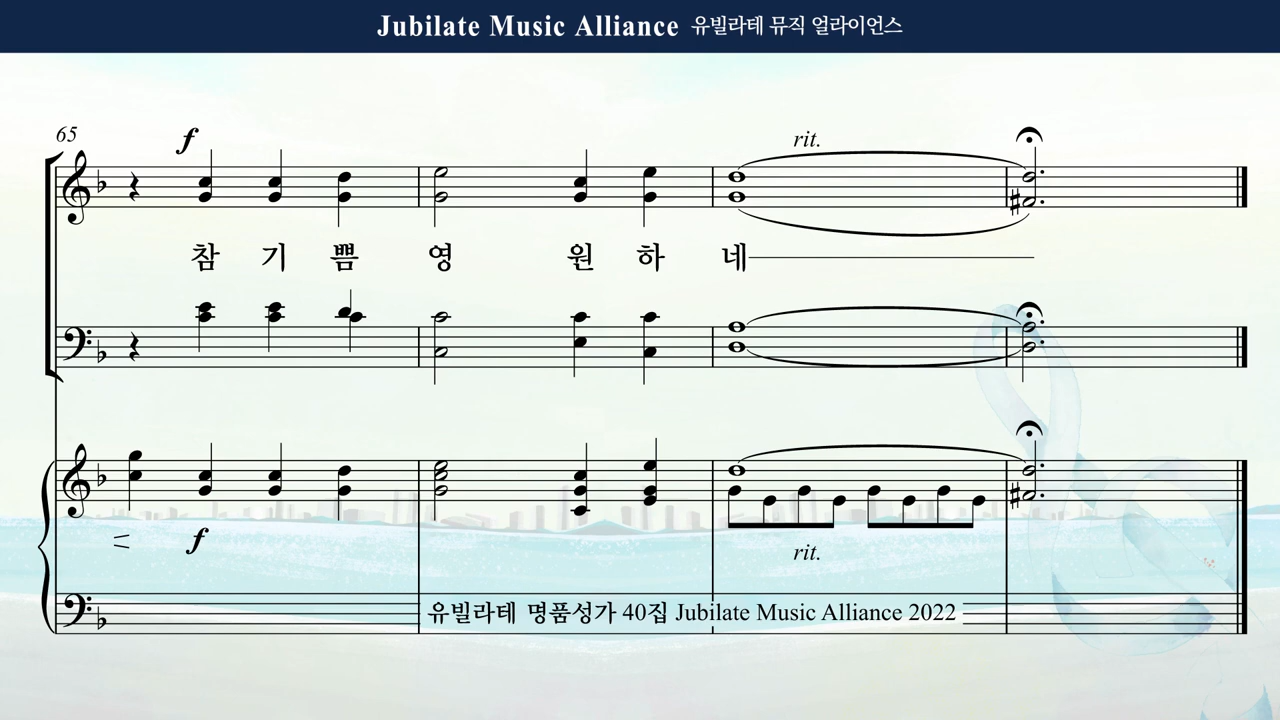 Jubilate Music Alliance 유빌라테 뮤직 얼라이언스
65
f
rit.
참 기 쁨 영 원 하 네
f
rit.
유빌라테 명품성가 40집 Jubilate Music Alliance 2022